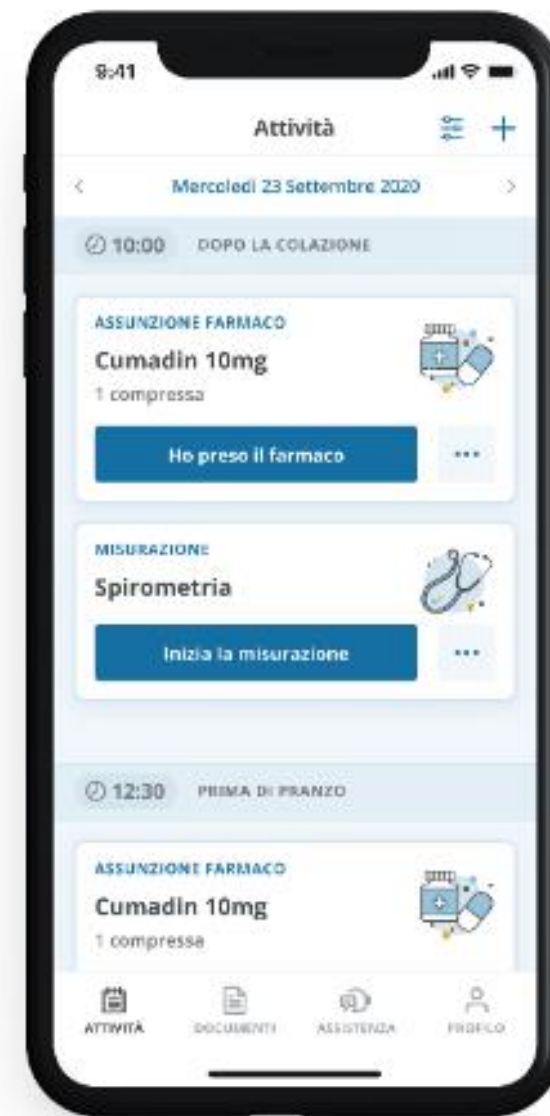 9:41
Attività
Mercoledì 23 Settembre 2020
10:00 DOPO LA COLAZIONE
ASSUNZIONE FARMACO
Cumadin 10mg
1 compressa
Ho preso il farmaco
MISURAZIONE
Spirometria
Inizia la misurazione
12:30 PRIMA DI PRANZO
ASSUNZIONE FARMACO
Cumadin 10mg
1 compressa
ATTIVITÀ DOCUMENTI ASSISTENZA PROFILO